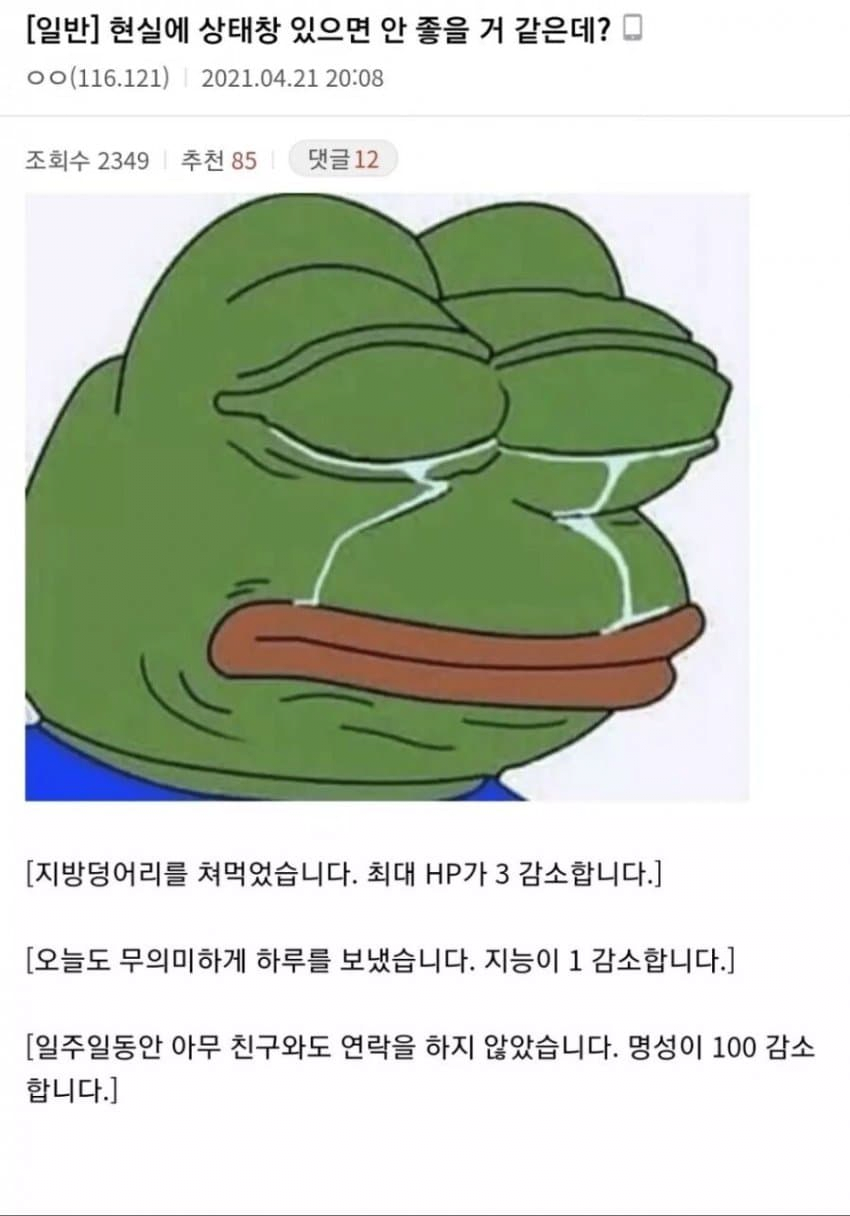 [일반] 현실에 상태창 있으면 안 좋을 거 같은데?
ㅇㅇ(116.121) 2021.04.21 20:08
조회수 2349 추천 85 댓글 12
[지방덩어리를 쳐먹었습니다. 최대 HP가 3 감소합니다.]
[오늘도 무의미하게 하루를 보냈습니다. 지능이 1 감소합니다.]
[일주일동안 아무 친구와도 연락을 하지 않았습니다. 명성이 100 감소
합니다.]